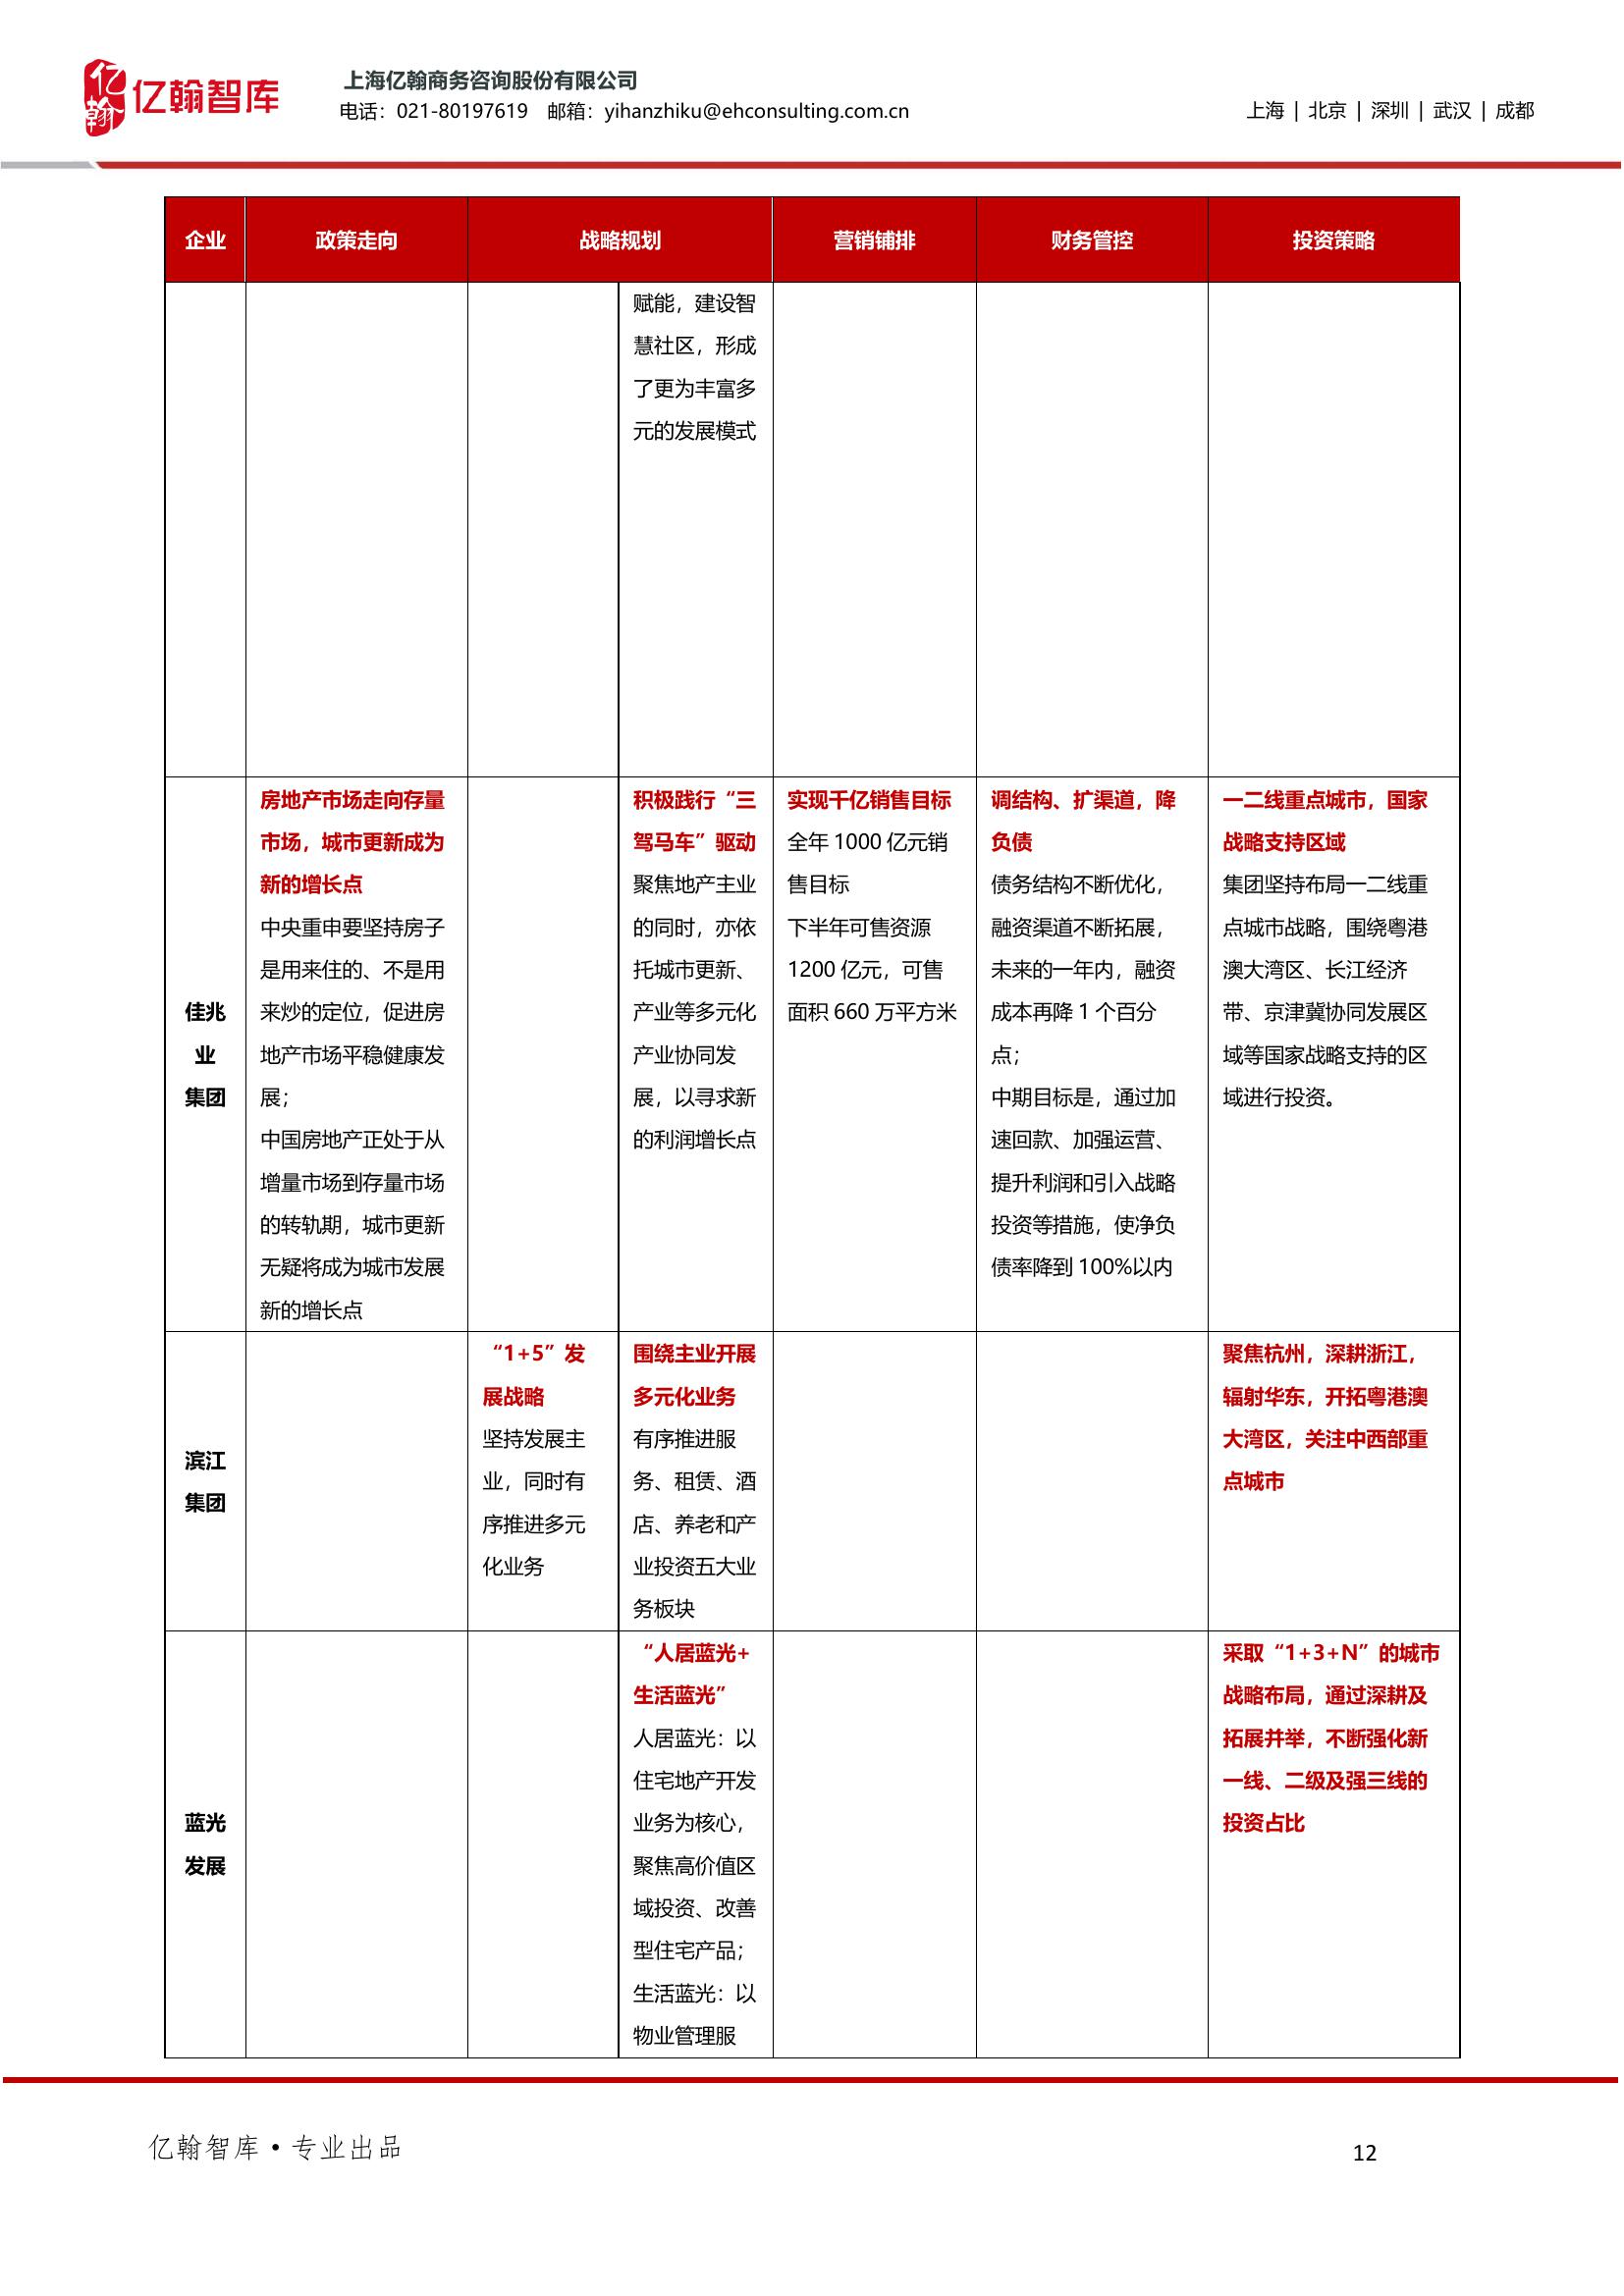 亿翰
亿翰智库
上海亿翰商务咨询股份有限公司
电话：021-80197619 邮箱：yihanzhiku@ehconsulting.com.cn
上海 | 北京 | 深圳 | 武汉 | 成都
企业 政策走向 战略规划 营销铺排 财务管控 投资策略
赋能，建设智
慧社区，形成
了更为丰富多
元的发展模式
佳兆
业
集团
房地产市场走向存量
市场，城市更新成为
新的增长点
中央重申要坚持房子
是用来住的、不是用
来炒的定位，促进房
地产市场平稳健康发
展；
中国房地产正处于从
增量市场到存量市场
的转轨期，城市更新
无疑将成为城市发展
新的增长点
积极践行“三
驾马车”驱动
聚焦地产主业
的同时，亦依
托城市更新、
产业等多元化
产业协同发
展，以寻求新
的利润增长点
实现千亿销售目标
全年 1000 亿元销
售目标
下半年可售资源
1200 亿元，可售
面积 660 万平方米
调结构、扩渠道，降
负债
债务结构不断优化，
融资渠道不断拓展，
未来的一年内，融资
成本再降 1 个百分
点；
中期目标是，通过加
速回款、加强运营、
提升利润和引入战略
投资等措施，使净负
债率降到 100%以内
一二线重点城市，国家
战略支持区域
集团坚持布局一二线重
点城市战略，围绕粤港
澳大湾区、长江经济
带、京津冀协同发展区
域等国家战略支持的区
域进行投资。
滨江
集团
“1+5”发
展战略
坚持发展主
业，同时有
序推进多元
化业务
围绕主业开展
多元化业务
有序推进服
务、租赁、酒
店、养老和产
业投资五大业
务板块
聚焦杭州，深耕浙江，
辐射华东，开拓粤港澳
大湾区，关注中西部重
点城市
蓝光
发展
“人居蓝光+
生活蓝光”
人居蓝光：以
住宅地产开发
业务为核心，
聚焦高价值区
域投资、改善
型住宅产品；
生活蓝光：以
物业管理服
采取“1+3+N”的城市
战略布局，通过深耕及
拓展并举，不断强化新
一线、二级及强三线的
投资占比
亿翰智库·专业出品
12